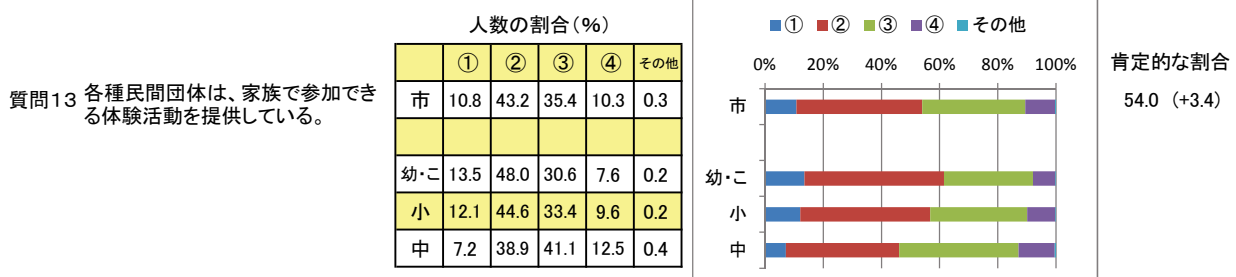 質問13 各種民間団体は、家族で参加でき
る体験活動を提供している。
人数の割合(%)
① ② ③ ④ その他
市 10.8 43.2 35.4 10.3 0.3
幼・こ 13.5 48.0 30.6 7.6 0.2
小 12.1 44.6 33.4 9.6 0.2
中 7.2 38.9 41.1 12.5 0.4
① ② ③ ④ その他
0% 20% 40% 60% 80% 100%
市
幼・こ
小
中
肯定的な割合
54.0 (+3.4)